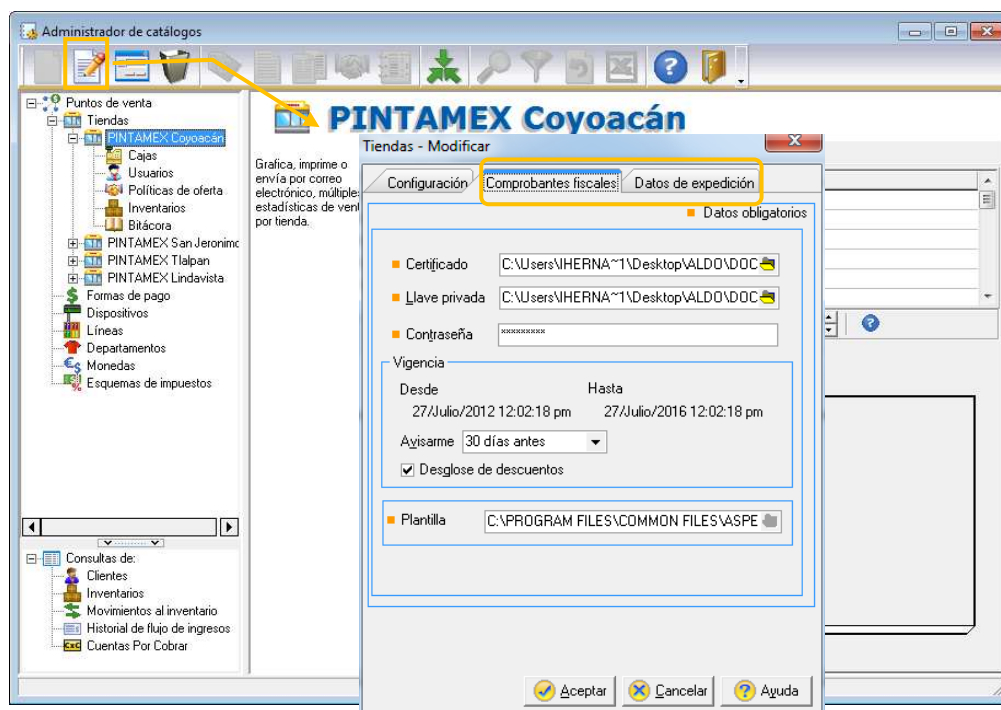 Administrador de catálogos
Puntos de venta
Tiendas
PINTAMEX Coyoacán
Cajas
Usuarios
Políticas de oferta
Inventarios
Bitácora
PINTAMEX San Jeronimo
PINTAMEX Tlalpan
PINTAMEX Lindavista
Formas de pago
Dispositivos
Líneas
Departamentos
Monedas
Esquemas de impuestos
Consultas de:
Clientes
Inventarios
Movimientos al inventario
Historial de flujo de ingresos
CxC Cuentas Por Cobrar
PINTAMEX Coyoacán
Grafica, imprime o
envía por correo
electrónico, múltiples
estadísticas de vent
por tienda.
Tiendas - Modificar
Configuración Comprobantes fiscales Datos de expedición
Datos obligatorios
Certificado C:\Users\IHERNA~1\Desktop\ALDO\DOC
Llave privada C:\Users\IHERNA~1\Desktop\ALDO\DOC
Contraseña *********
Vigencia
Desde Hasta
27/Julio/2012 12:02:18 pm 27/Julio/2016 12:02:18 pm
Avisarme 30 días antes
Desglose de descuentos
Plantilla C:\PROGRAM FILES\COMMON FILES\ASPE
Aceptar Cancelar Ayuda